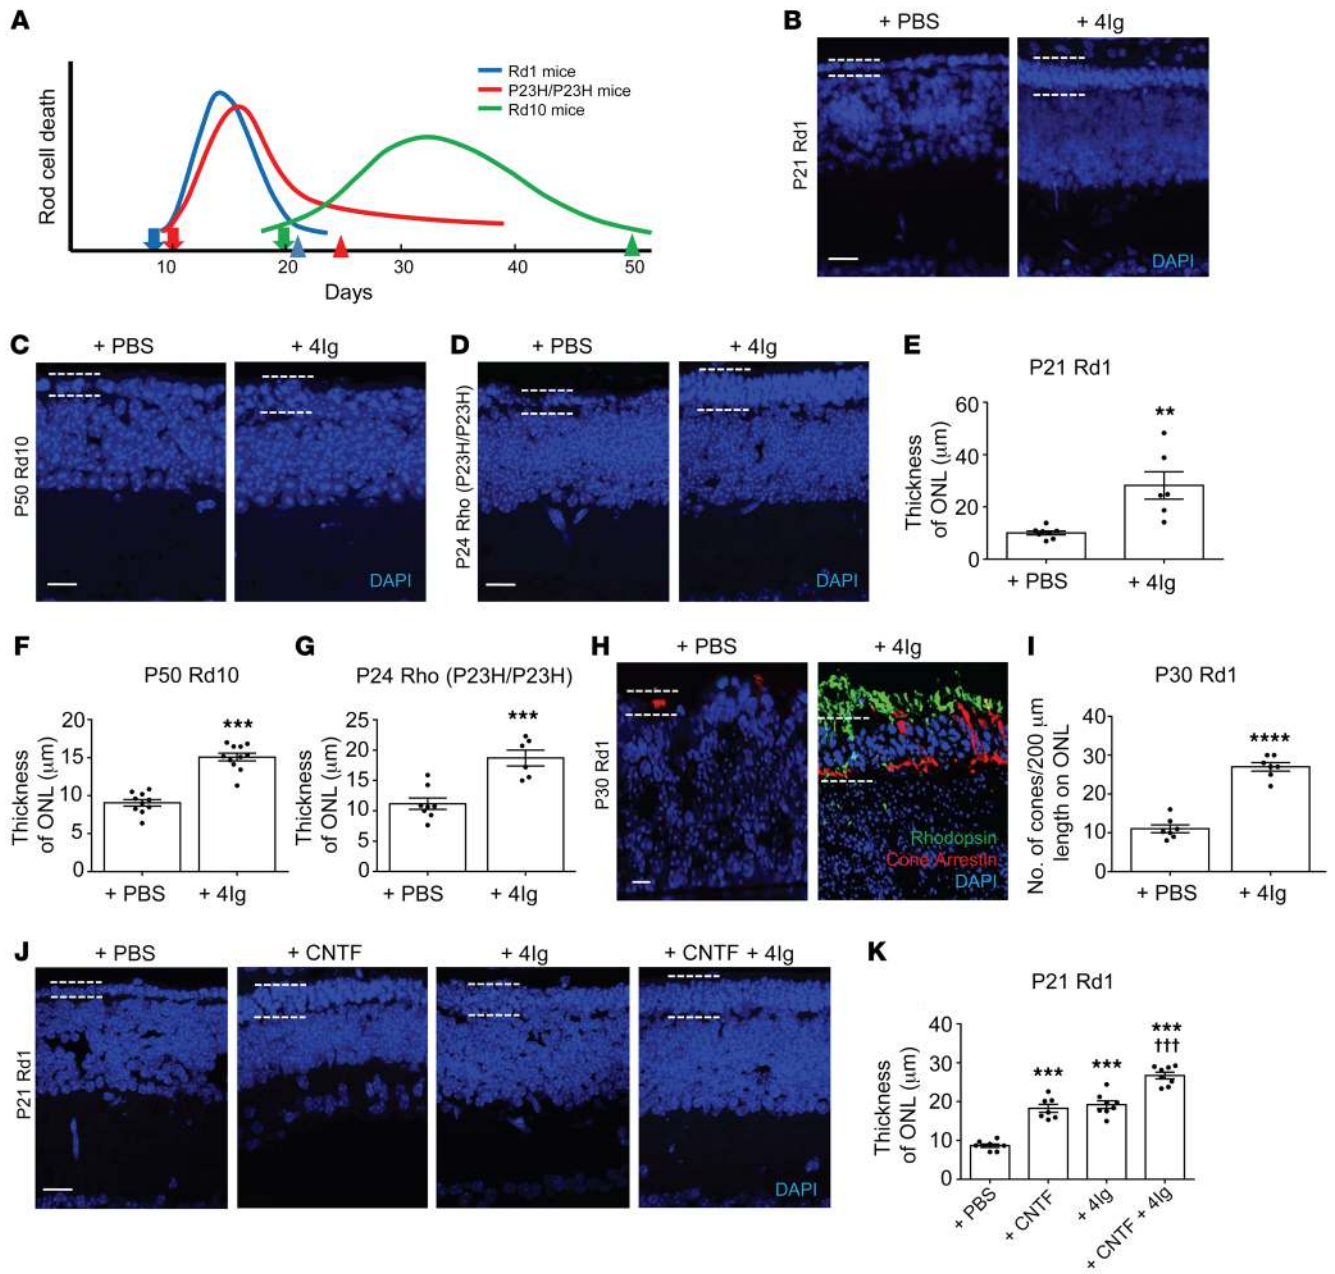 A
Rod cell death
Rd1 mice
P23H/P23H mice
Rd10 mice
10
20
30
40
50
Days
B
+ PBS
+ 4Ig
P21 Rd1
DAPI
C
+ PBS
+ 4Ig
P50 Rd10
DAPI
D
+ PBS
+ 4Ig
P24 Rho (P23H/P23H)
DAPI
E
P21 Rd1
Thickness
of ONL (μm)
60
40
20
0
**
+ PBS
+ 4Ig
F
P50 Rd10
Thickness
of ONL (μm)
20
15
10
5
0
***
+ PBS
+ 4Ig
G
P24 Rho (P23H/P23H)
Thickness
of ONL (μm)
25
20
15
10
5
0
***
+ PBS
+ 4Ig
H
+ PBS
+ 4Ig
P30 Rd1
Rhodopsin
Cone Arrestin
DAPI
I
P30 Rd1
No. of cones/200 μm
length on ONL
40
30
20
10
0
****
+ PBS
+ 4Ig
J
+ PBS
+ CNTF
+ 4Ig
+ CNTF + 4Ig
P21 Rd1
DAPI
K
P21 Rd1
Thickness
of ONL (μm)
40
30
20
10
0
***
***
***
†††
+ PBS
+ CNTF
+ 4Ig
+ CNTF + 4Ig